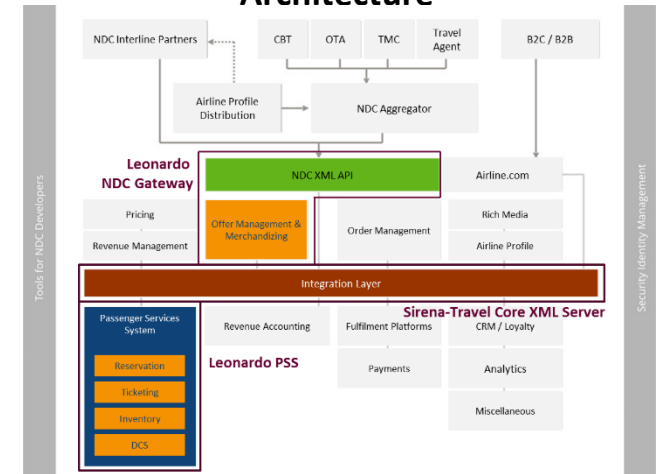 Architecture
NDC Interline Partners
CBT
OTA
TMC
Travel
Agent
B2C / B2B
Airline Profile
Distribution
NDC Aggregator
Leonardo
NDC Gateway
NDC XML API
Airline.com
Pricing
Revenue Management
Offer Management &
Merchandizing
Order Management
Rich Media
Airline Profile
Integration Layer
Sirena-Travel Core XML Server
Passenger Services
System
Reservation
Ticketing
Inventory
DCS
Leonardo PSS
Revenue Accounting
Fulfilment Platforms
Payments
CRM / Loyalty
Analytics
Miscellaneous
Tools for NDC Developers
Security Identity Management